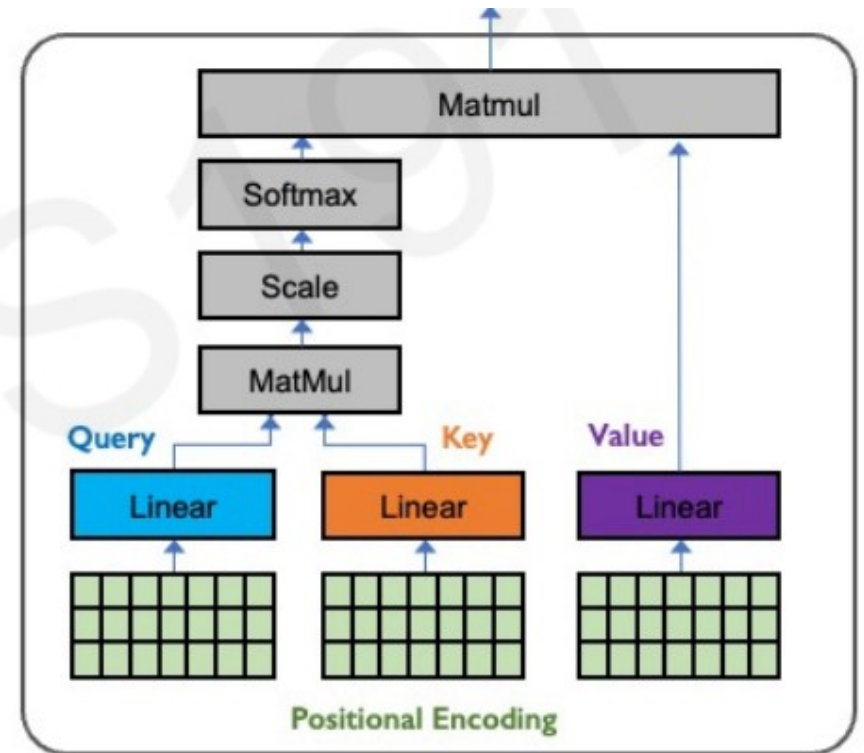 Matmul
Softmax
Scale
MatMul
Query Key Value
Linear Linear Linear
Positional Encoding